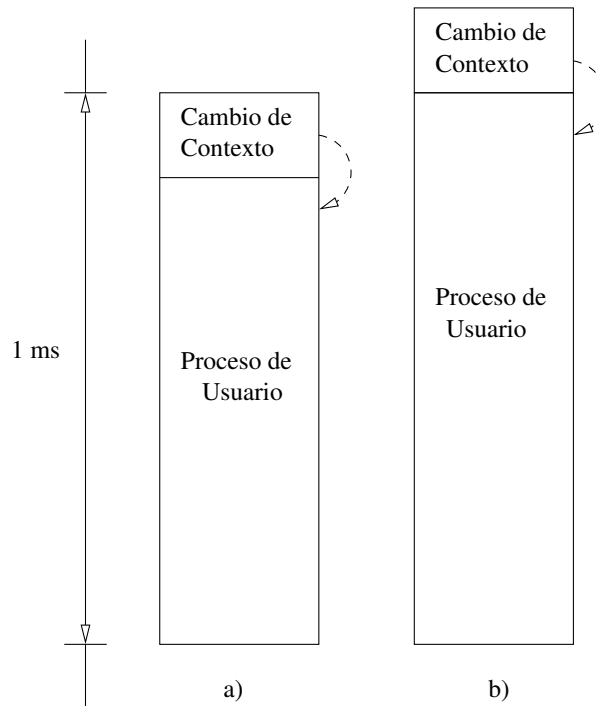 Cambio de
Contexto
Cambio de
Contexto
Proceso de
Usuario
1 ms
Proceso de
Usuario
a)
b)